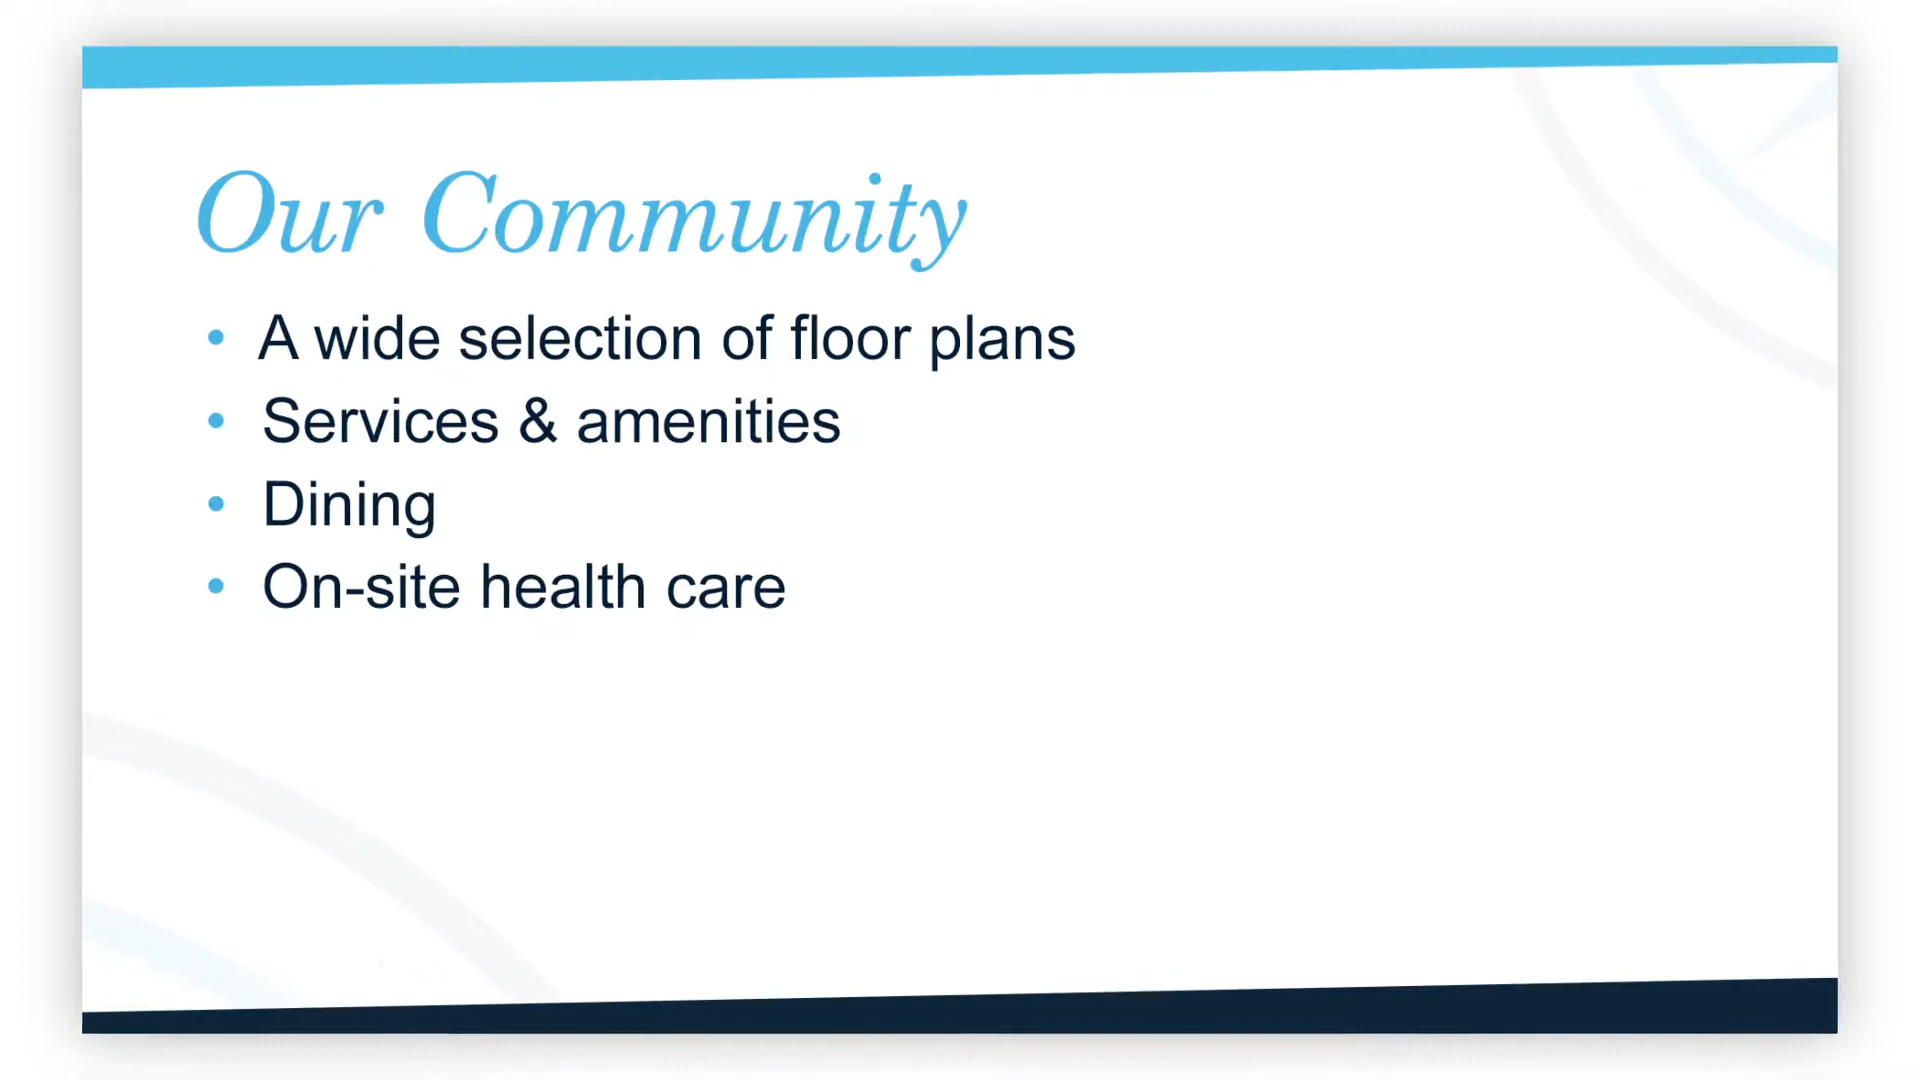 Our Community
• A wide selection of floor plans
• Services & amenities
• Dining
• On-site health care